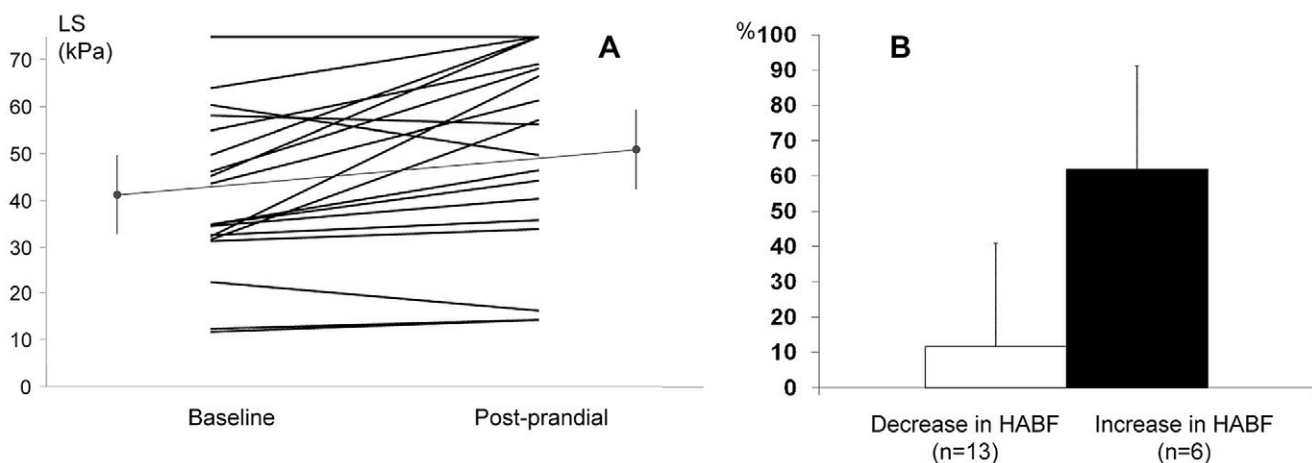 LS
(kPa)
A
70
60
50
40
30
20
10
0
Baseline
Post-prandial
%100
B
90
80
70
60
50
40
30
20
10
0
Decrease in HABF
(n=13)
Increase in HABF
(n=6)